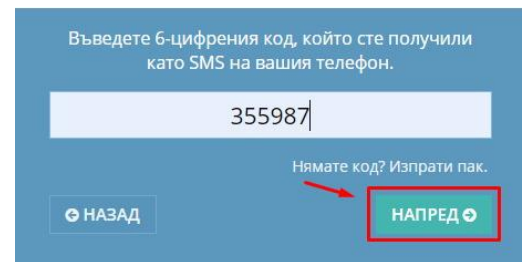 Въведете 6-цифрения код, който сте получили
като SMS на вашия телефон.
355987
Нямате код? Изпрати пак.
НАЗАД НАПРЕД